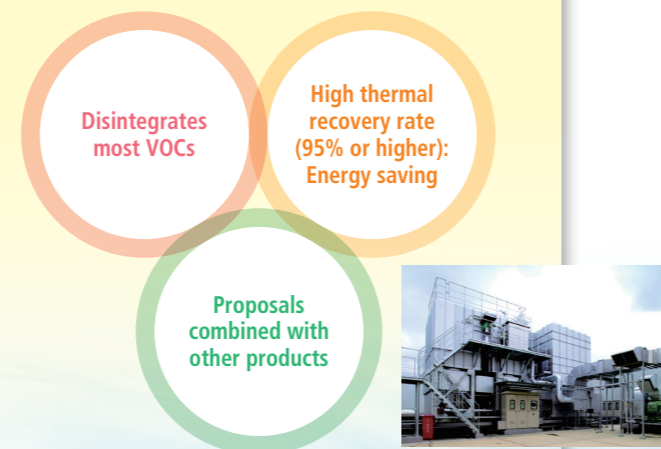 Disintegrates
most VOCs
High thermal
recovery rate
(95% or higher):
Energy saving
Proposals
combined with
other products